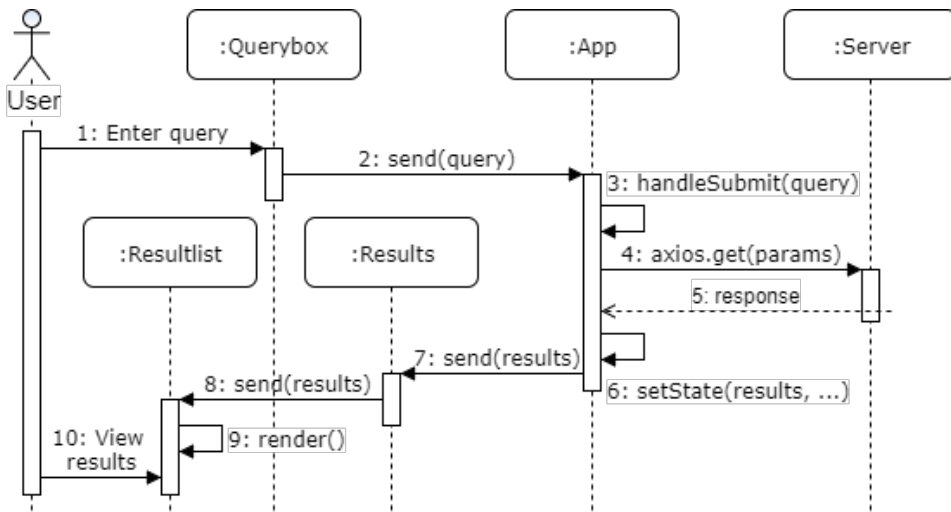 :Querybox
:App
:Server
User
1: Enter query
2: send(query)
3: handleSubmit(query)
:Resultlist
:Results
4: axios.get(params)
5: response
7: send(results)
8: send(results)
6: setState(results, ...)
10: View
results
9: render()